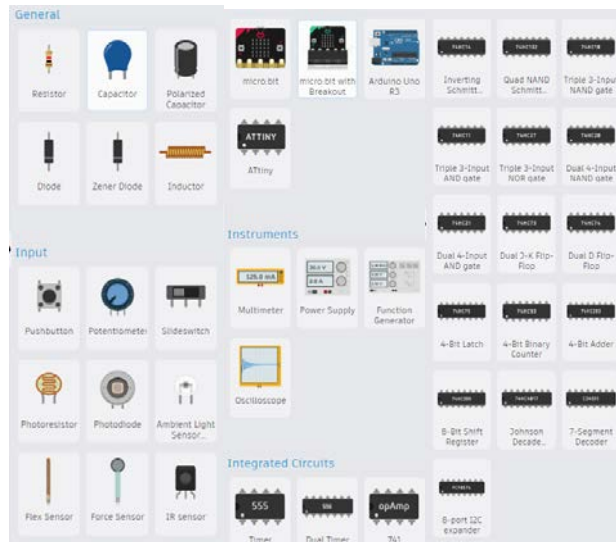 General
Resistor
Capacitor
Polarized
Capacitor
Diode
Zener Diode
Inductor
Input
Pushbutton
Potentiometer
Slideswitch
Photoresistor
Photodiode
Ambient Light
Sensor...
Flex Sensor
Force Sensor
IR sensor
micro:bit
micro:bit with
Breakout
Arduino Uno
R3
ATTINY
ATtiny
Instruments
125.0 mA
Multimeter
Power Supply
Function
Generator
Oscilloscope
Integrated Circuits
555
Timer
Dual Timer
opAmp
741
Inverting
Schmitt...
Quad NAND
Schmitt...
Triple 3-Input
NAND gate
Triple 3-Input
AND gate
Triple 3-Input
NOR gate
Dual 4-Input
NAND gate
Dual 4-Input
AND gate
Dual J-K Flip-
Flop
Dual D Flip-
Flop
4-Bit Latch
4-Bit Binary
Counter
4-Bit Adder
8-Bit Shift
Register
Johnson
Decade...
7-Segment
Decoder
8-port I2C
expander